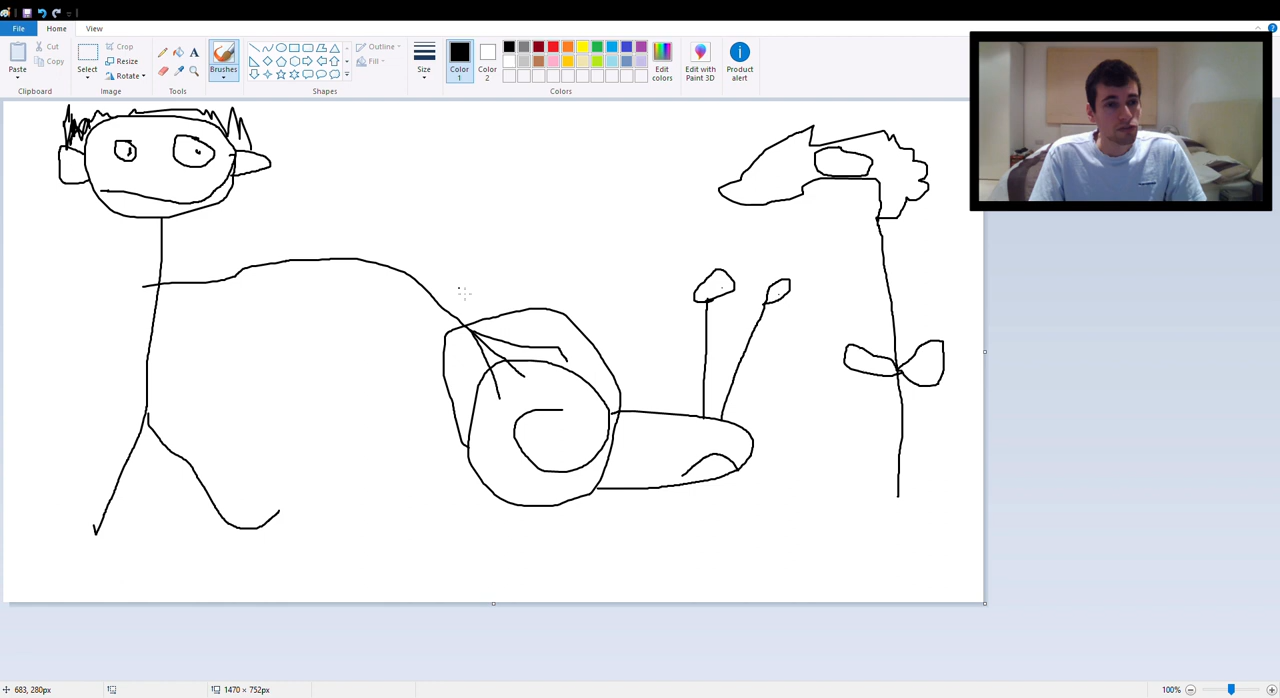 File Home View
Cut
Copy
Paste
Clipboard
Crop
Resize
Rotate
Select
Image
Tools
Brushes
Outline
Fill
Shapes
Size
Color 1
Color 2
Edit colors
Colors
Edit with Paint 3D
Product alert
683, 280px
1470 × 752px
100%